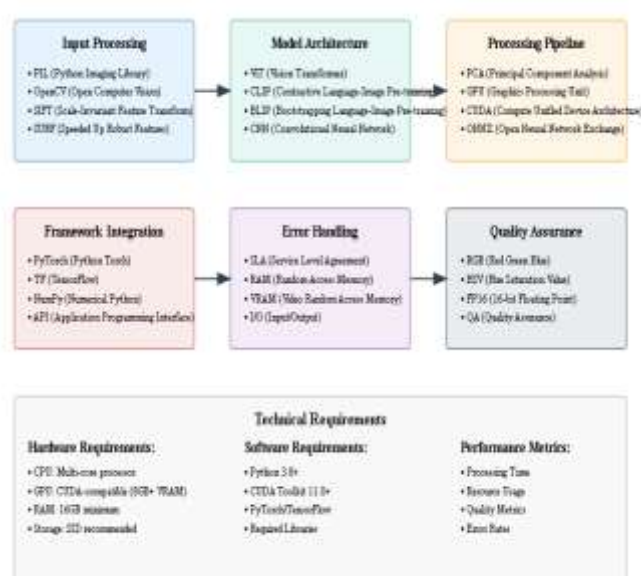 Input Processing
• PIL (Python Imaging Library)
• OpenCV (Open Computer Vision)
• SIFT (Scale-Invariant Feature Transform)
• SURF (Speeded Up Robust Features)
Model Architecture
• ViT (Vision Transformer)
• CLIP (Contrastive Language-Image Pre-training)
• BLIP (Bootstrapping Language-Image Pre-training)
• CNN (Convolutional Neural Network)
Processing Pipeline
• PCA (Principal Component Analysis)
• GPU (Graphic Processing Unit)
• CUDA (Compute Unified Device Architecture)
• ONNX (Open Neural Network Exchange)
Framework Integration
• PyTorch (Python Torch)
• TF (TensorFlow)
• NumPy (Numerical Python)
• API (Application Programming Interface)
Error Handling
• SLA (Service Level Agreement)
• RAM (Random Access Memory)
• VRAM (Video Random Access Memory)
• I/O (Input/Output)
Quality Assurance
• RGB (Red Green Blue)
• HSV (Hue Saturation Value)
• FP16 (16-bit Floating Point)
• QA (Quality Assurance)
Technical Requirements
Hardware Requirements:
• CPU: Multi-core processor
• GPU: CUDA-compatible (8GB+ VRAM)
• RAM: 16GB minimum
• Storage: SSD recommended
Software Requirements:
• Python 3.8+
• CUDA Toolkit
• PyTorch/TensorFlow
• Required Libraries
Performance Metrics:
• Processing Time
• Resource Usage
• Quality Metrics
• Error Rates